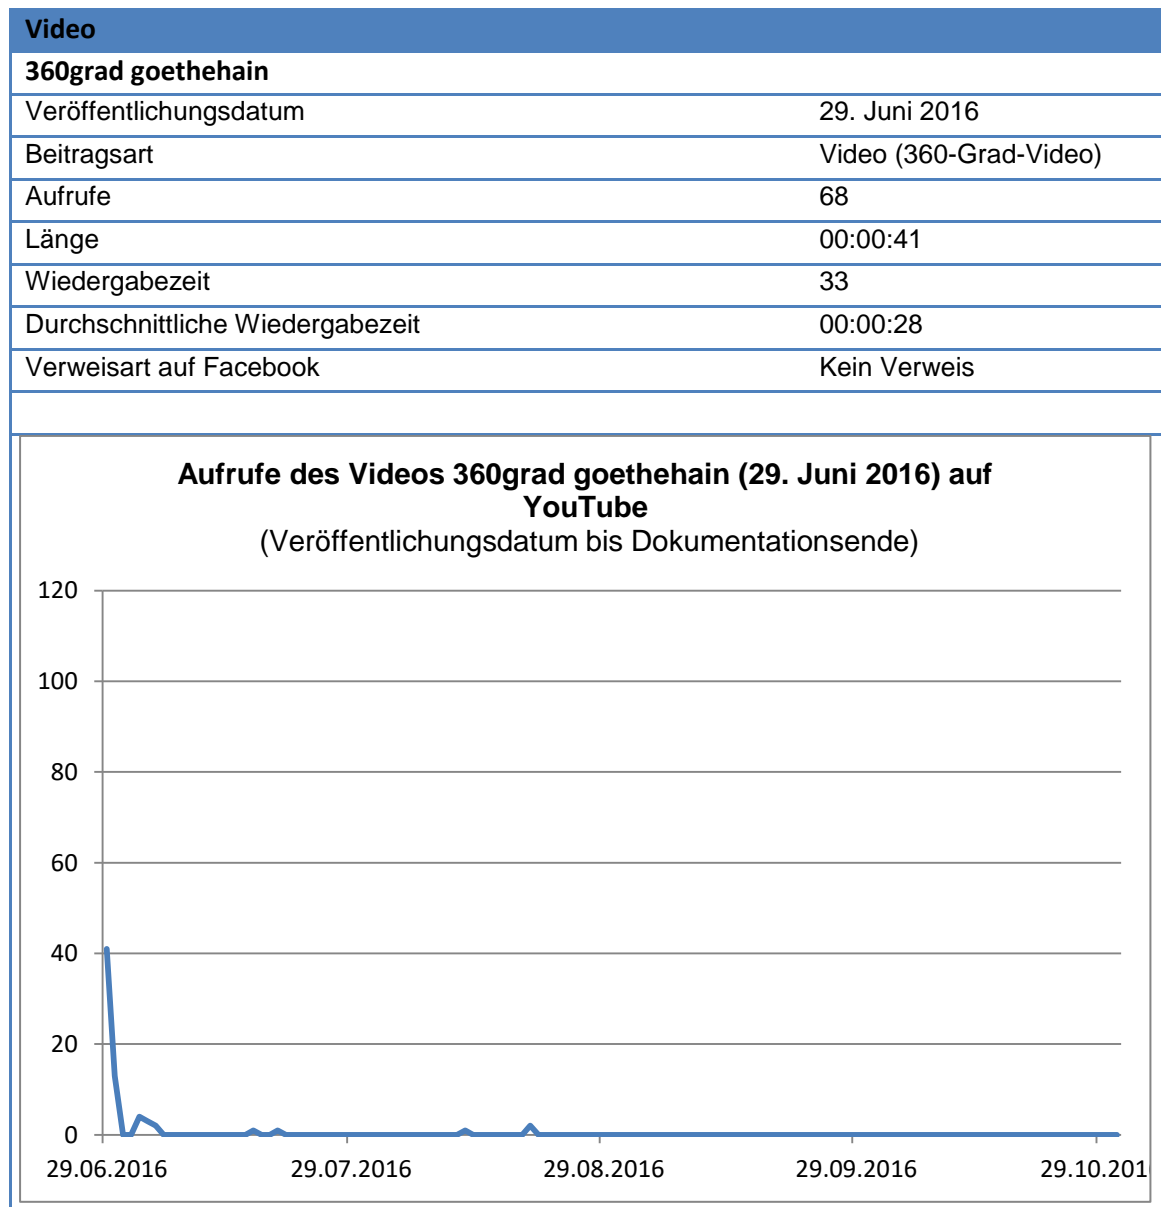 Video
360grad goethehain
Veröffentlichungsdatum 29. Juni 2016
Beitragsart Video (360-Grad-Video)
Aufrufe 68
Länge 00:00:41
Wiedergabezeit 33
Durchschnittliche Wiedergabezeit 00:00:28
Verweisart auf Facebook Kein Verweis
Aufrufe des Videos 360grad goethehain (29. Juni 2016) auf
YouTube
(Veröffentlichungsdatum bis Dokumentationsende)
120
100
80
60
40
20
0
29.06.2016 29.07.2016 29.08.2016 29.09.2016 29.10.201